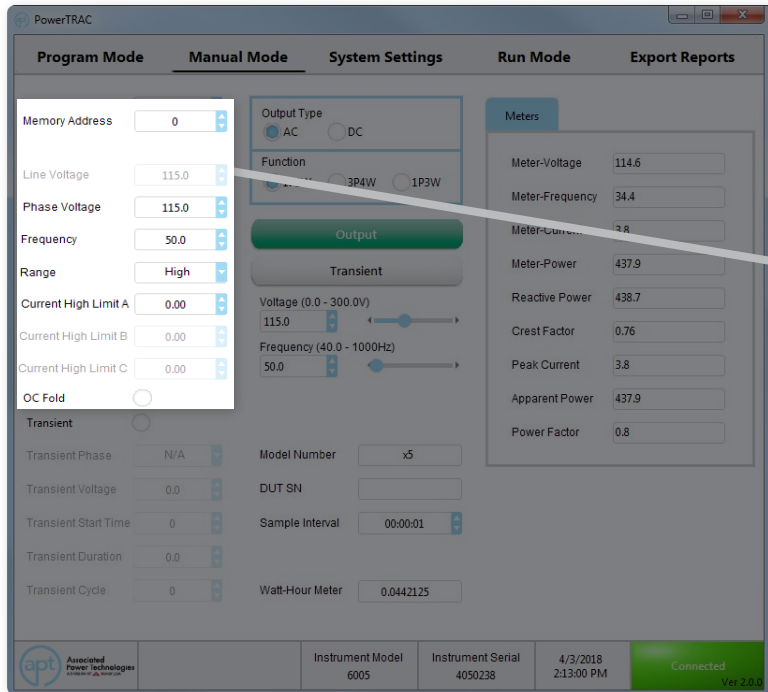 PowerTRAC
Program Mode
Manual Mode
System Settings
Run Mode
Export Reports
Memory Address 0
Line Voltage 115.0
Phase Voltage 115.0
Frequency 50.0
Range High
Current High Limit A 0.00
Current High Limit B 0.00
Current High Limit C 0.00
OC Fold
Transient
Transient Phase N/A
Transient Voltage 0.0
Transient Start Time 0
Transient Duration 0.0
Transient Cycle 0
Output Type
AC DC
Function
3P4W 1P3W
Output
Transient
Voltage (0.0 - 300.0V)
115.0
Frequency (40.0 - 1000Hz)
50.0
Model Number x5
DUT SN
Sample Interval 00:00:01
Watt-Hour Meter 0.0442125
Meters
Meter-Voltage 114.6
Meter-Frequency 34.4
Meter-Current 3.8
Meter-Power 437.9
Reactive Power 438.7
Crest Factor 0.76
Peak Current 3.8
Apparent Power 437.9
Power Factor 0.8
apt Associated
Power Technologies
Instrument Model
6005
Instrument Serial
4050238
4/3/2018
2:13:00 PM
Connected
Ver 2.0.0